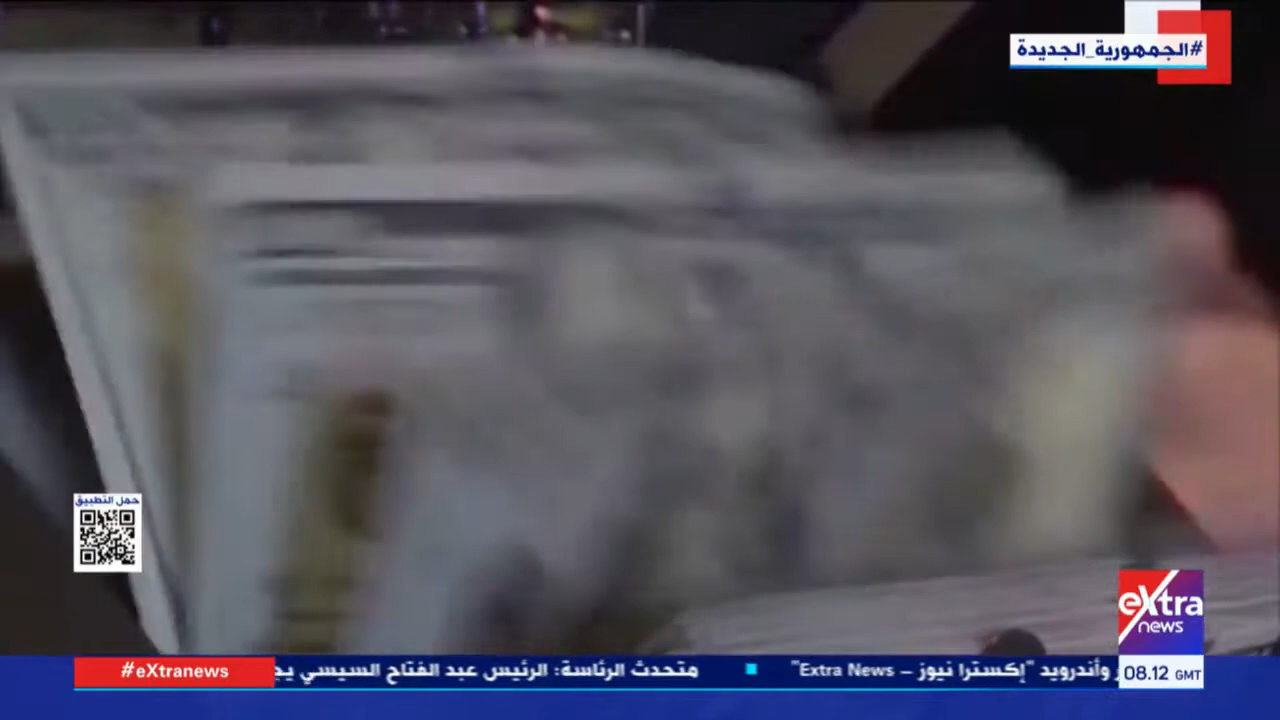 #الجمهورية_الجديدة
حمل التطبيق
eXtra
news
08.12 GMT
#eXtranews
وأندرويد "إكسترا نيوز – Extra News" ■ متحدث الرئاسة: الرئيس عبد الفتاح السيسي